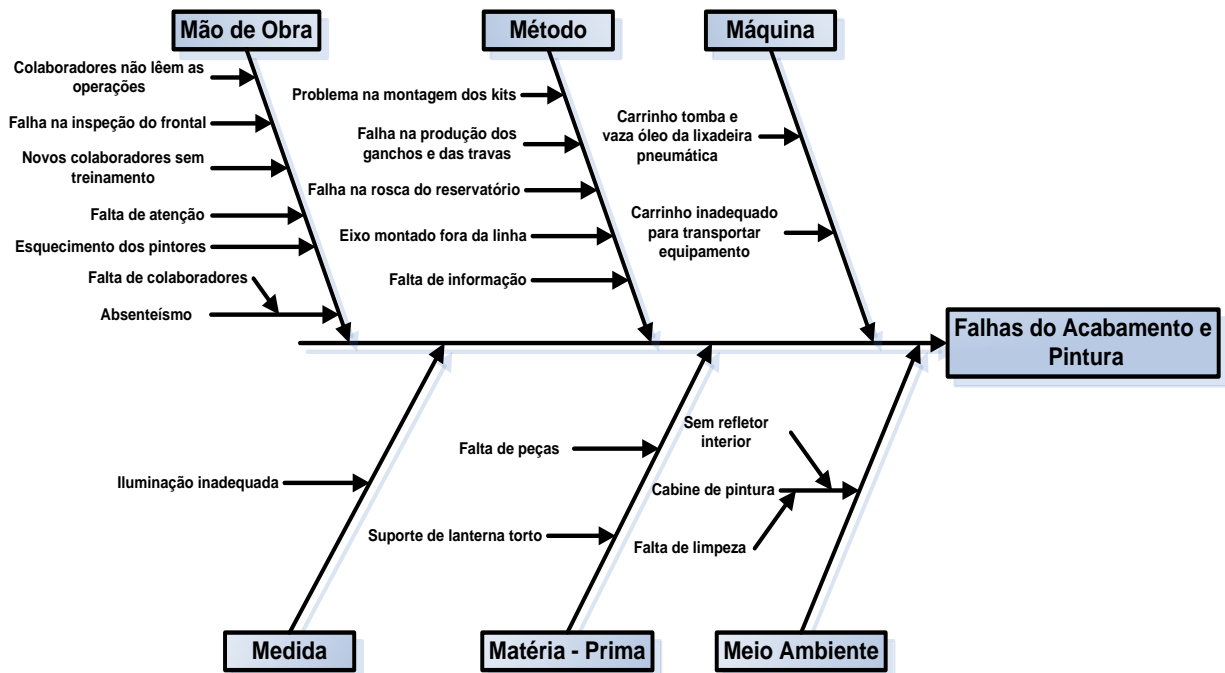 Mão de Obra
Método
Máquina
Colaboradores não lêem as
operações
Falha na inspeção do frontal
Novos colaboradores sem
treinamento
Falta de atenção
Esquecimento dos pintores
Falta de colaboradores
Absenteísmo
Problema na montagem dos kits
Falha na produção dos
ganchos e das travas
Falha na rosca do reservatório
Eixo montado fora da linha
Falta de informação
Carrinho tomba e
vaza óleo da lixadeira
pneumática
Carrinho inadequado
para transportar
equipamento
Falhas do Acabamento e
Pintura
Iluminação inadequada
Falta de peças
Suporte de lanterna torto
Sem refletor
interior
Cabine de pintura
Falta de limpeza
Medida
Matéria - Prima
Meio Ambiente